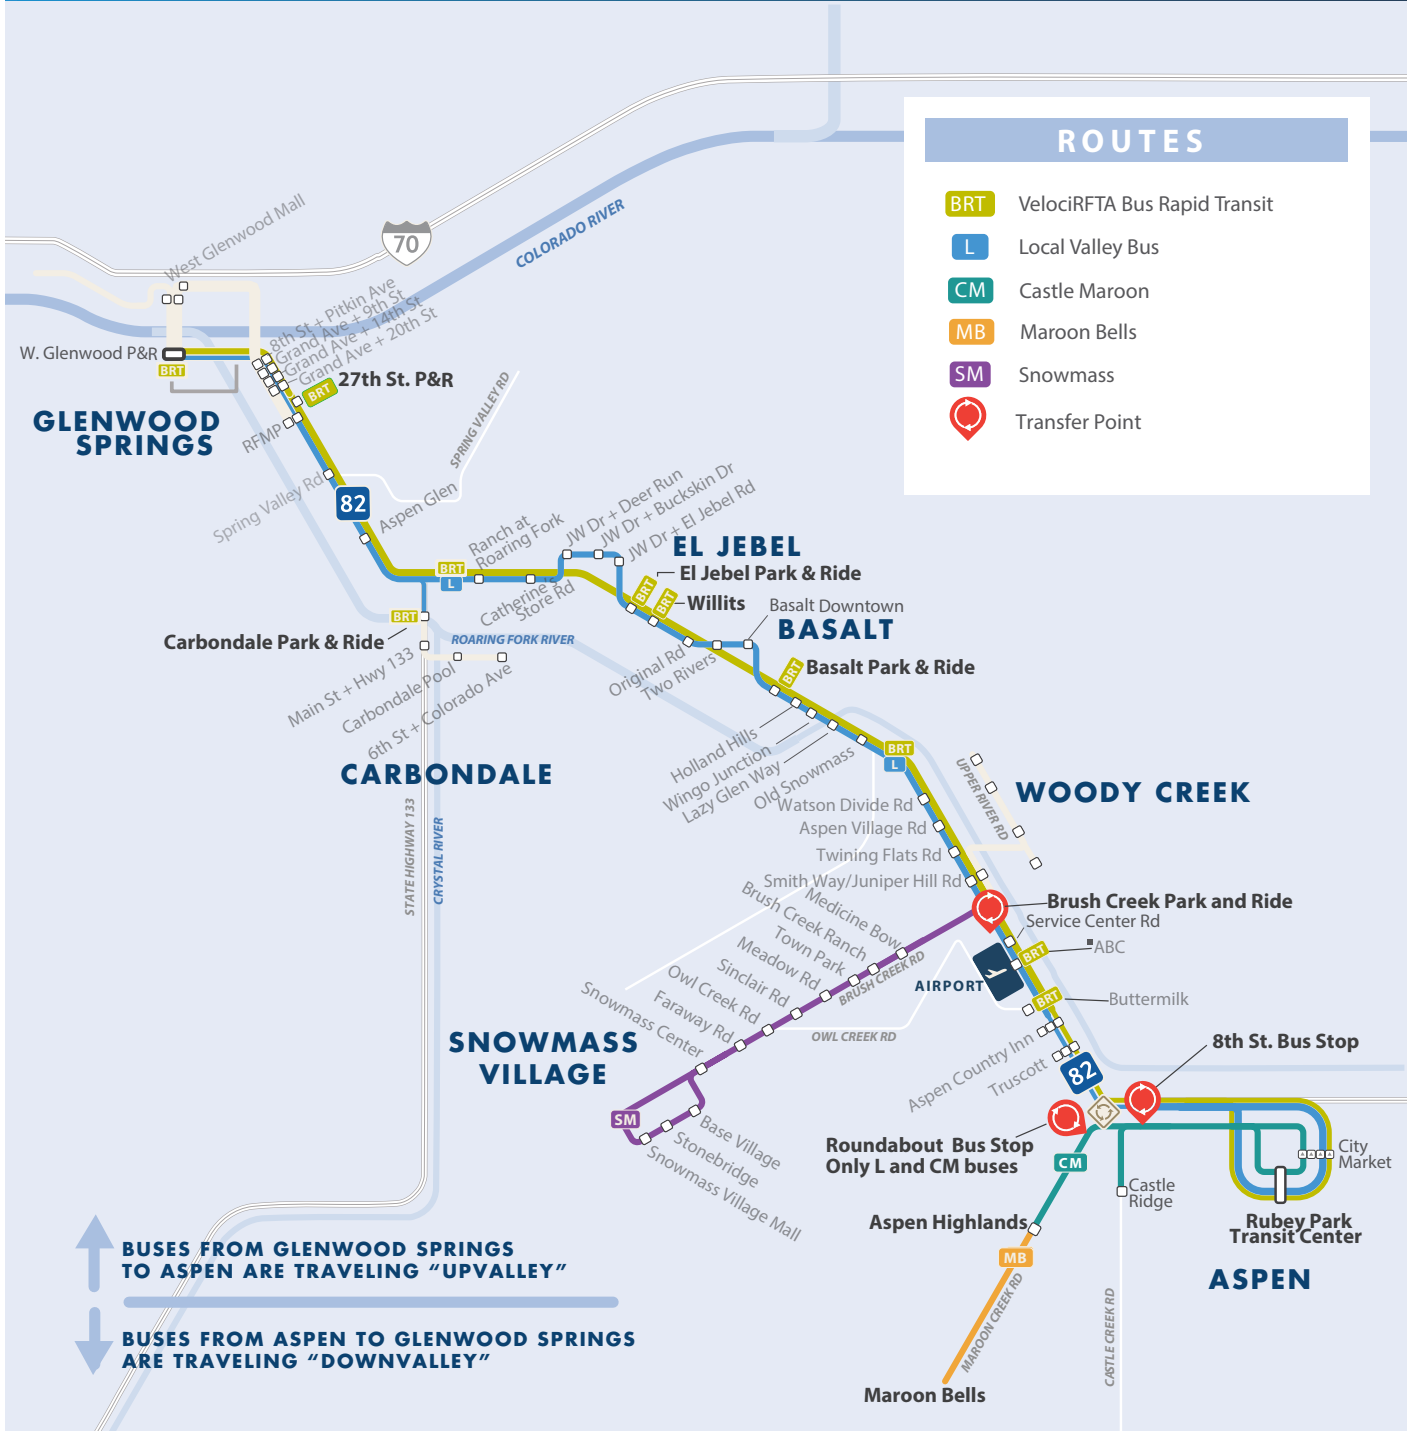 ROUTES
BRT VelociRFTA Bus Rapid Transit
L Local Valley Bus
CM Castle Maroon
MB Maroon Bells
SM Snowmass
Transfer Point
70
COLORADO RIVER
West Glenwood Mall
8th St + Pitkin Ave
Grand Ave + 9th St
Grand Ave + 14th St
Grand Ave + 20th St
W. Glenwood P&R
BRT
BRT
27th St. P&R
GLENWOOD
SPRINGS
RFMP
SPRING VALLEY RD
Spring Valley Rd
82
Aspen Glen
Ranch at
Roaring Fork
JW Dr + Deer Run
JW Dr + Buckskin Dr
JW Dr + El Jebel Rd
EL JEBEL
BRT
L
Catherine's
Store Rd
BRT
El Jebel Park & Ride
BRT
Willits
Basalt Downtown
BASALT
BRT
Carbondale Park & Ride
ROARING FORK RIVER
Main St + Hwy 133
Carbondale Pool
6th St + Colorado Ave
Original Rd
Two Rivers
BRT
Basalt Park & Ride
CARBONDALE
STATE HIGHWAY 133
CRYSTAL RIVER
Holland Hills
Wingo Junction
Lazy Glen Way
Old Snowmass
BRT
L
UPPER RIVER RD
WOODY CREEK
Watson Divide Rd
Aspen Village Rd
Twining Flats Rd
Smith Way/Juniper Hill Rd
Brush Creek Park and Ride
Service Center Rd
BRT
ABC
Medicine Bow
Brush Creek Ranch
Town Park
Meadow Rd
Sinclair Rd
Owl Creek Rd
Faraway Rd
Snowmass Center
BRUSH CREEK RD
AIRPORT
OWL CREEK RD
BRT
Buttermilk
Aspen Country Inn
Truscott
82
8th St. Bus Stop
SNOWMASS
VILLAGE
SM
Base Village
Stonebridge
Snowmass Village Mall
Roundabout Bus Stop
Only L and CM buses
CM
City
Market
Castle
Ridge
Aspen Highlands
Rubey Park
Transit Center
MB
ASPEN
MAROON CREEK RD
CASTLE CREEK RD
Maroon Bells
BUSES FROM GLENWOOD SPRINGS
TO ASPEN ARE TRAVELING “UPVALLEY”
BUSES FROM ASPEN TO GLENWOOD SPRINGS
ARE TRAVELING “DOWNVALLEY”